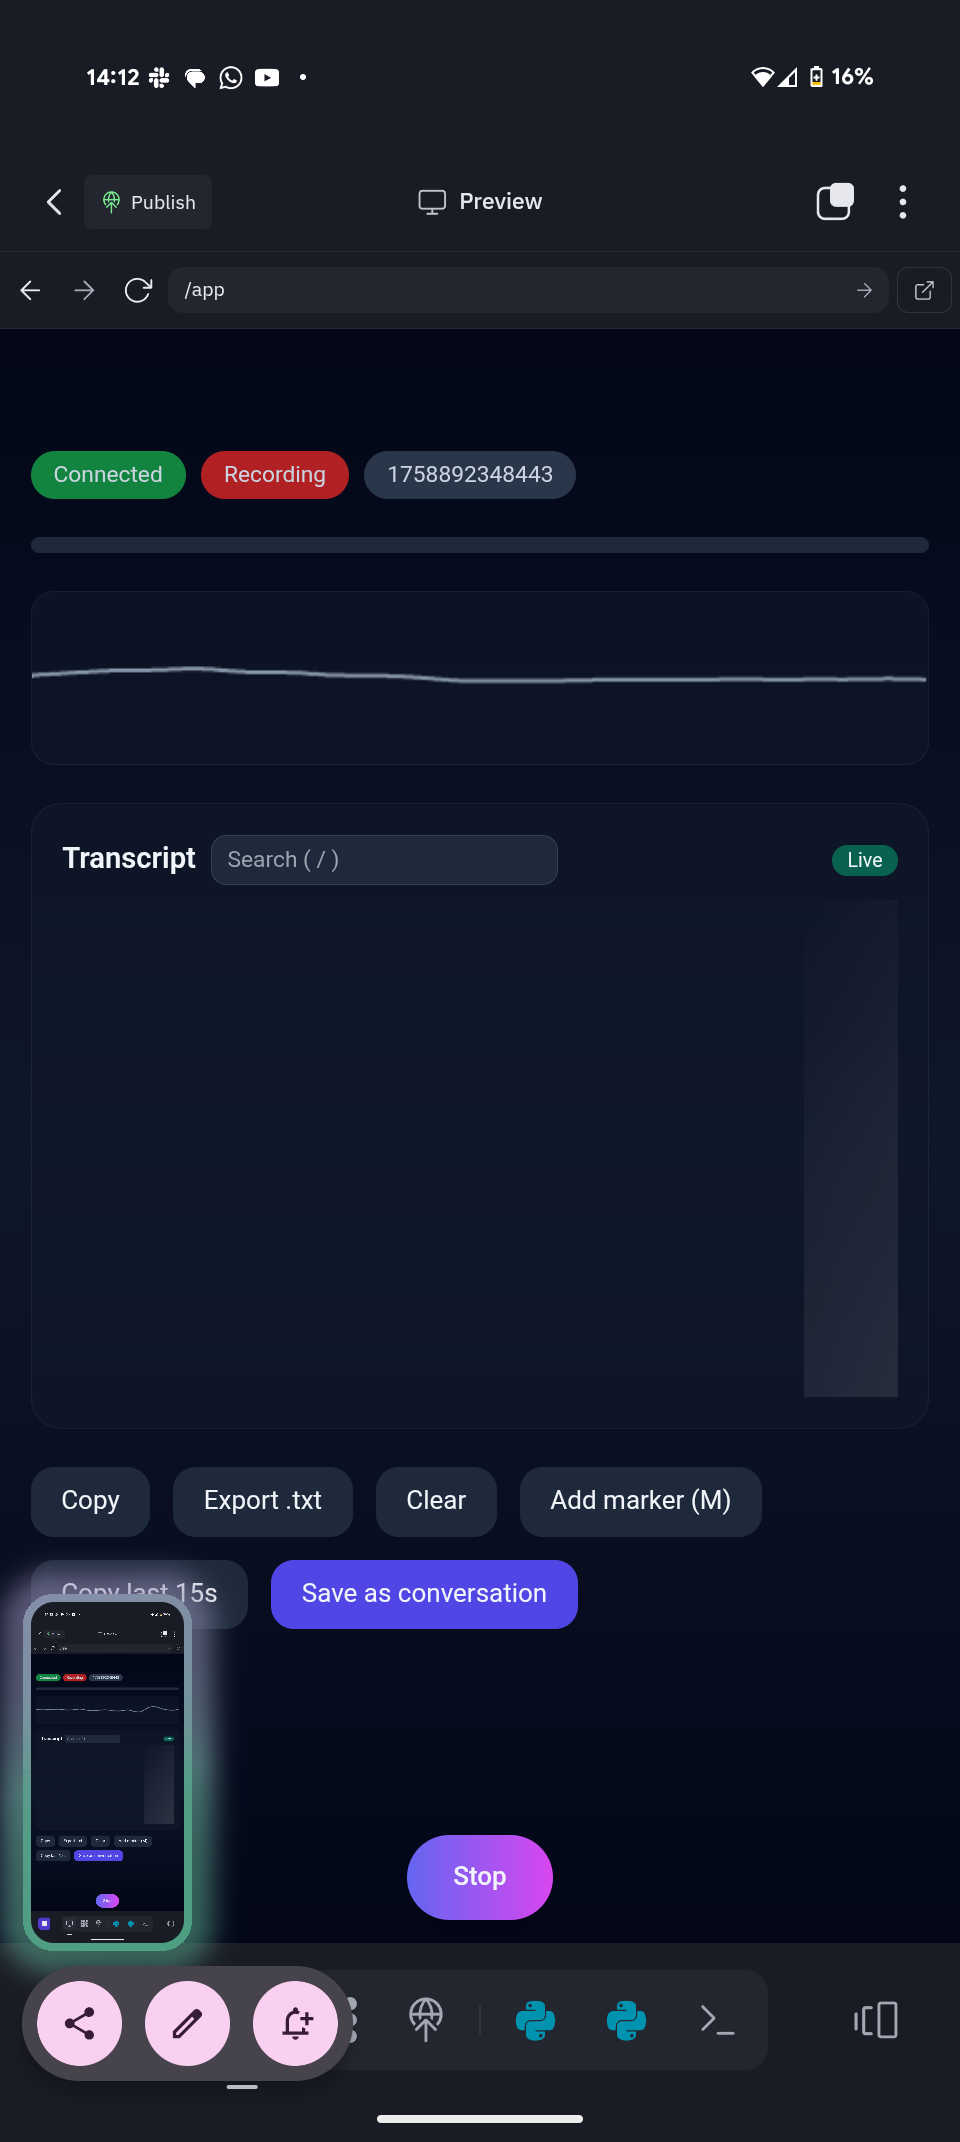 14:12
16%
Publish
Preview
/app
Connected Recording 1758892348443
Transcript Search ( / ) Live
Copy Export .txt Clear Add marker (M)
Copy last 15s Save as conversation
Stop